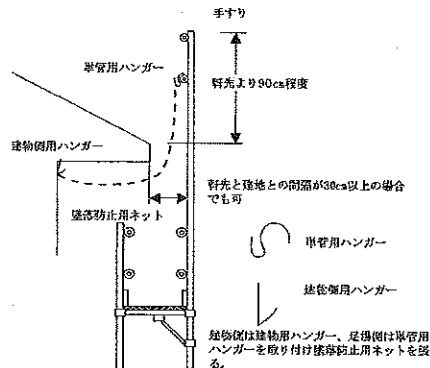 手すり
単管用ハンガー
軒先より90cm程度
建物側用ハンガー
軒先と建地との間隔が30cm以上の場合
でも可
墜落防止用ネット
単管用ハンガー
建物側用ハンガー
建物側は建物用ハンガー、足場側は単管用
ハンガーを取り付け墜落防止用ネットを張
る。